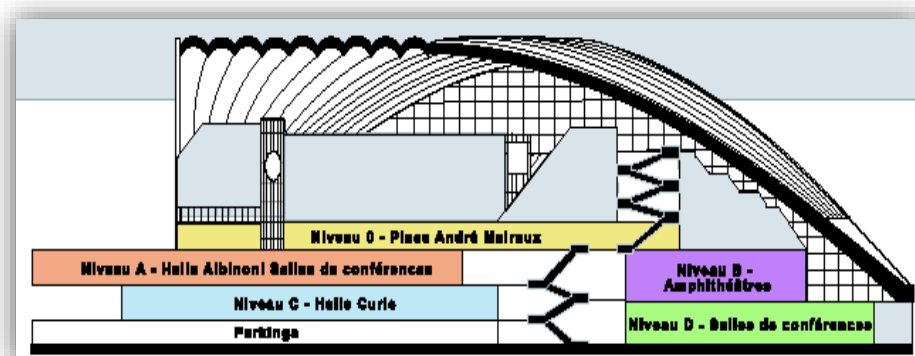 Niveau 0 - Place André Malraux
Niveau A - Halle Albinoni Salles de conférences
Niveau B -
Amphithéâtres
Niveau C - Halle Curie
Parkings
Niveau D - Salles de conférences